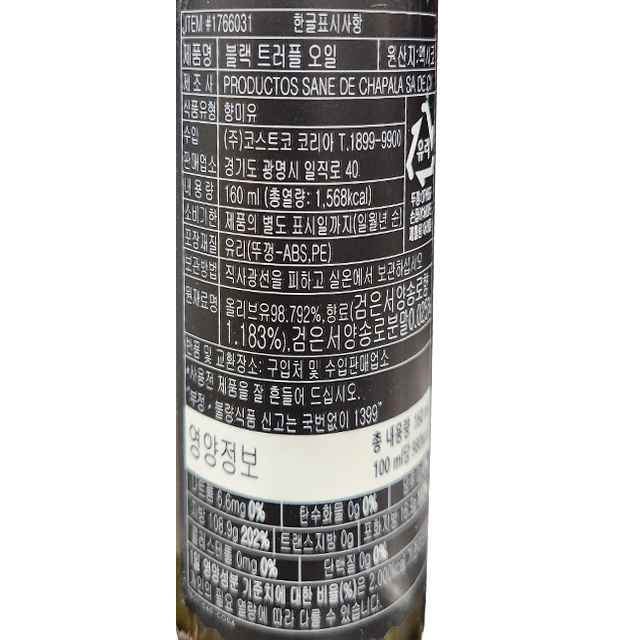 ITEM #1766031 한글표시사항
제품명 블랙 트러플 오일 원산지:멕시코
제 조 사 PRODUCTOS SANE DE CHAPALA SA DE CV
식품유형 향미유
수입 (주)코스트코 코리아 T.1899-9900
판매업소 경기도 광명시 일직로 40
내 용 량 160 ml (총열량: 1,568kcal)
소비기한 제품의 별도 표시일까지(일월년 순)
포장재질 유리(뚜껑-ABS,PE)
유리
보관방법 직사광선을 피하고 실온에서 보관하십시오
원재료명 올리브유98.792%,향료(검은서양송로향
1.183%),검은서양송로분말0.025%
반품 및 교환장소: 구입처 및 수입판매업소
*사용전 제품을 잘 흔들어 드십시오.
"부정・불량식품 신고는 국번없이 1399"
영양정보
총 내용량
100 ml당
나트륨 6.6mg 0% 탄수화물 0g 0%
지방 108.9g 202% 트랜스지방 0g 포화지방
콜레스테롤 0mg 0% 단백질 0g 0%
1일 영양성분 기준치에 대한 비율(%)은 2,000kcal
개인의 필요 열량에 따라 다를 수 있습니다.